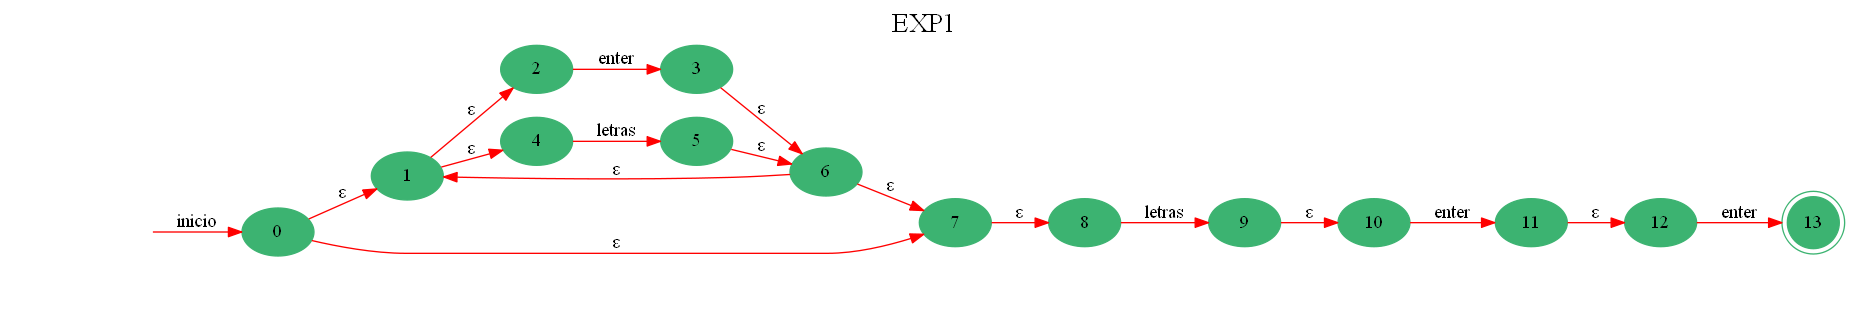 EXP1
2 enter 3
ε ε
4 letras 5
ε ε
1 ε 6
ε ε
inicio 0
7 ε 8 letras 9 ε 10 enter 11 ε 12 enter 13
ε